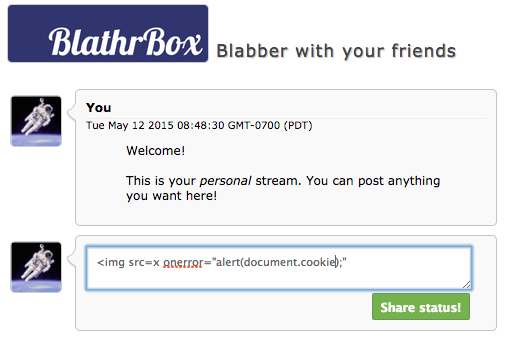 BlathrBox Blabber with your friends
You
Tue May 12 2015 08:48:30 GMT-0700 (PDT)
Welcome!
This is your personal stream. You can post anything
you want here!
<img src=x onerror="alert(document.cookie);"
Share status!